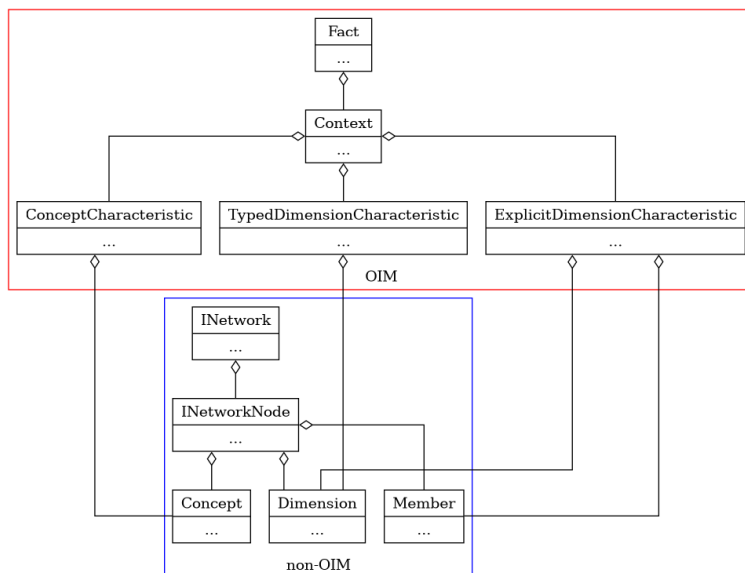 Fact
...
Context
...
ConceptCharacteristic
...
TypedDimensionCharacteristic
...
ExplicitDimensionCharacteristic
...
OIM
INetwork
...
INetworkNode
...
Concept
...
Dimension
...
Member
...
non-OIM